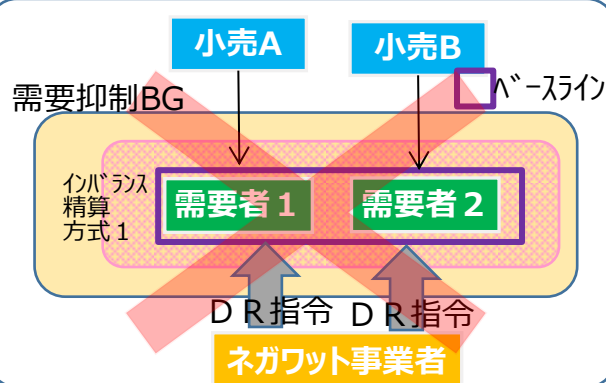 小売A
小売B
需要抑制BG
ﾍﾞｰｽﾗｲﾝ
ｲﾝﾊﾞﾗﾝｽ
精算
方式１
需要者１
需要者２
ＤＲ指令
ＤＲ指令
ネガワット事業者